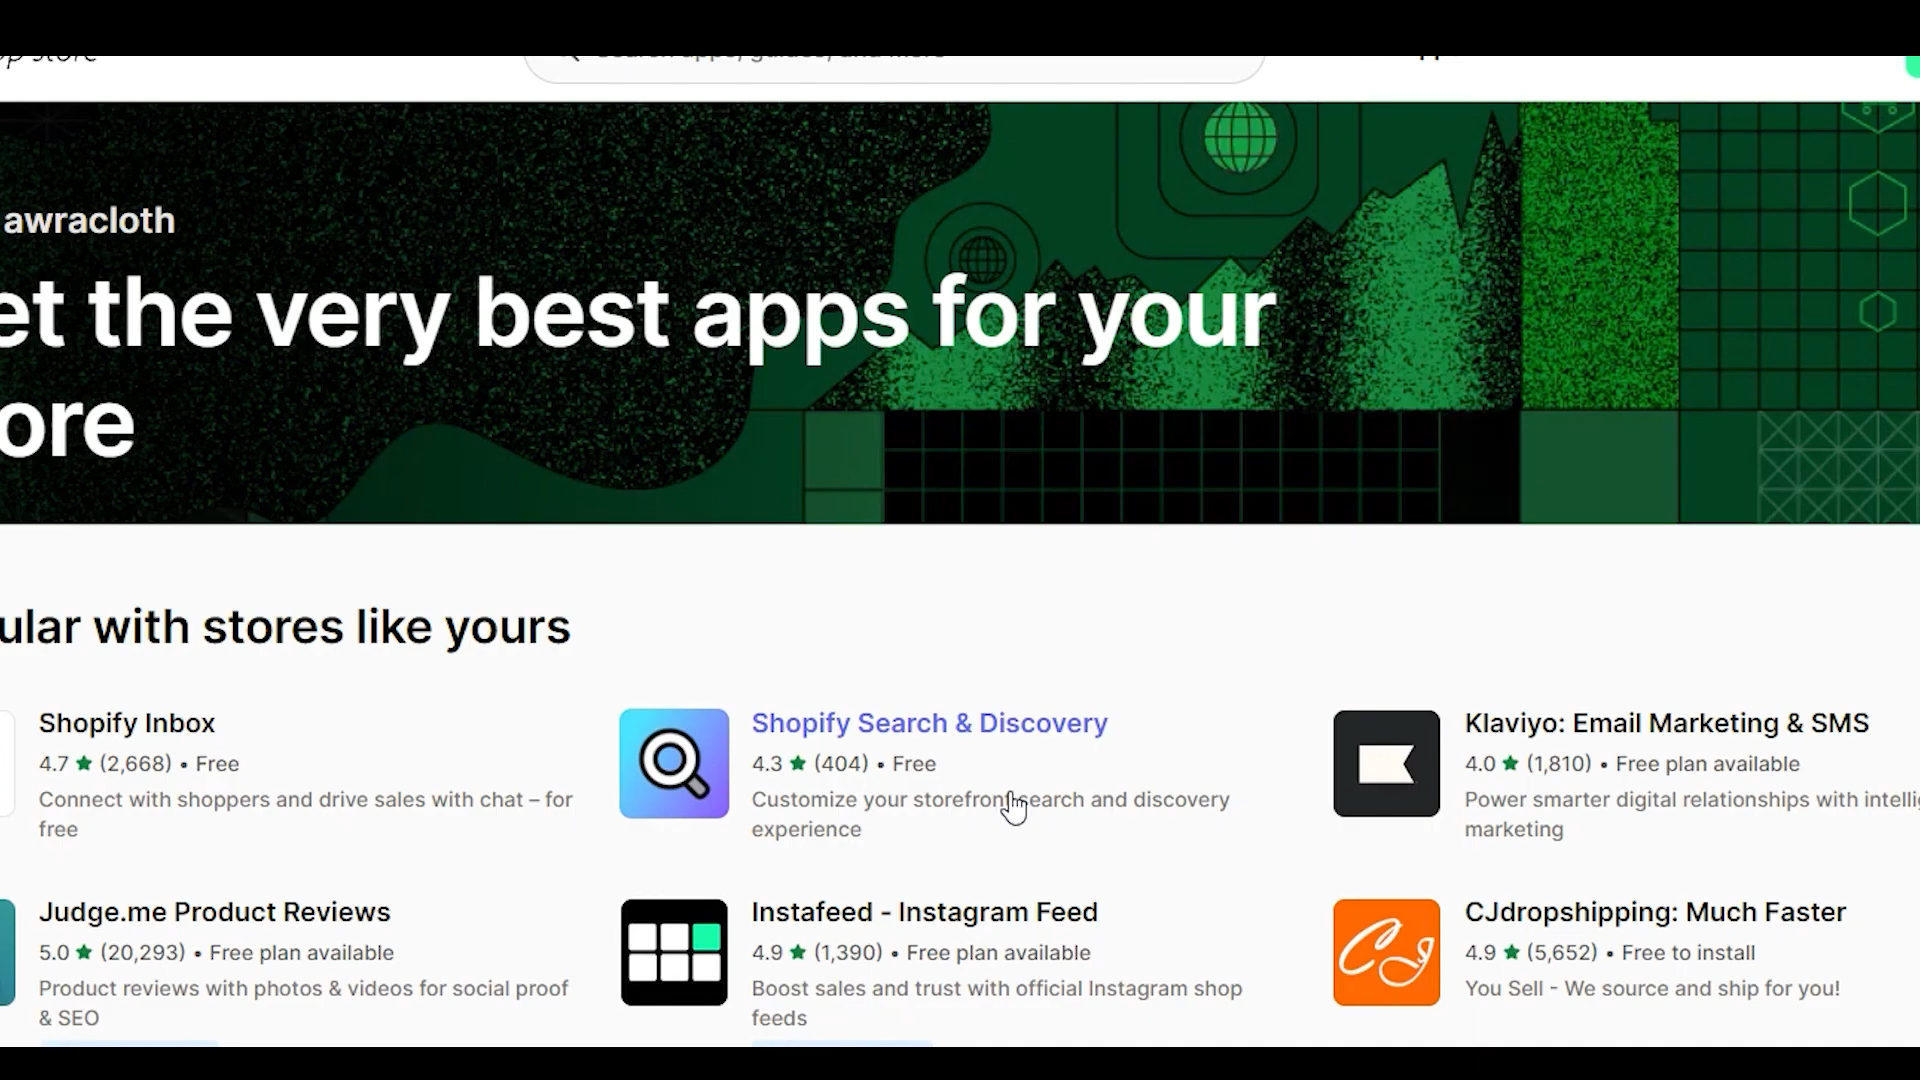 awracloth
et the very best apps for your
ore
ular with stores like yours
Shopify Inbox
4.7 ★ (2,668) • Free
Connect with shoppers and drive sales with chat – for
free
Shopify Search & Discovery
4.3 ★ (404) • Free
Customize your storefront search and discovery
experience
Klaviyo: Email Marketing & SMS
4.0 ★ (1,810) • Free plan available
Power smarter digital relationships with intelli
marketing
Judge.me Product Reviews
5.0 ★ (20,293) • Free plan available
Product reviews with photos & videos for social proof
& SEO
Instafeed - Instagram Feed
4.9 ★ (1,390) • Free plan available
Boost sales and trust with official Instagram shop
feeds
CJ
CJdropshipping: Much Faster
4.9 ★ (5,652) • Free to install
You Sell - We source and ship for you!